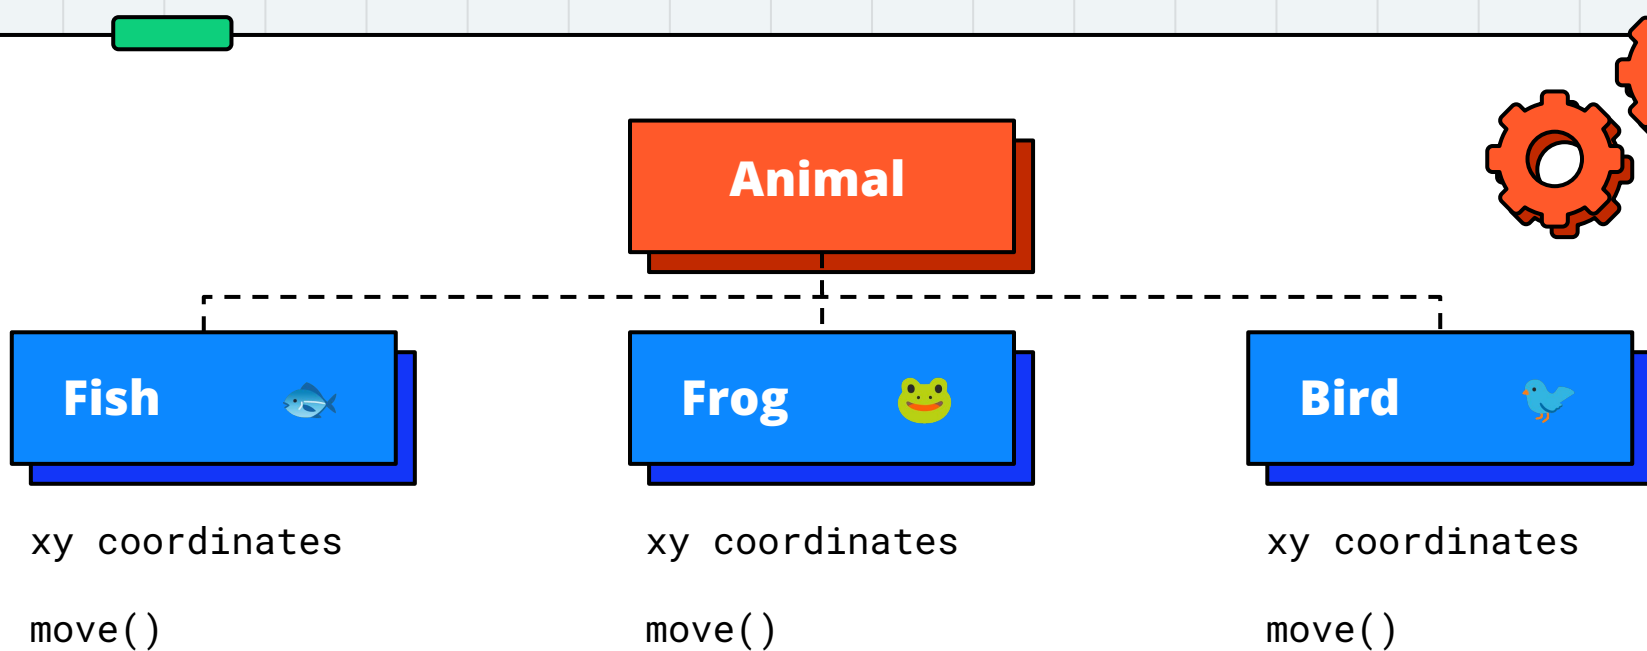 Animal
Fish
Frog
Bird
xy coordinates
xy coordinates
xy coordinates
move()
move()
move()